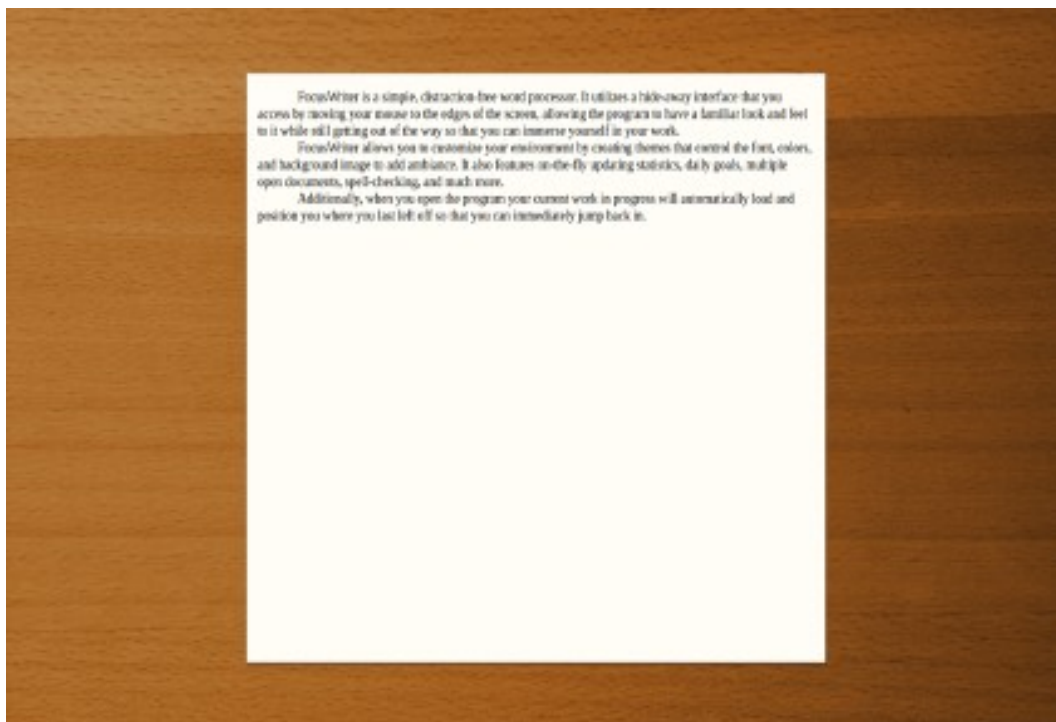 FocusWriter is a simple, distraction-free word processor. It utilizes a hide-away interface that you
access by moving your mouse to the edges of the screen, allowing the program to have a familiar look and feel
to it while still getting out of the way so that you can immerse yourself in your work.
FocusWriter allows you to customize your environment by creating themes that control the font, colors,
and background image to add ambiance. It also features on-the-fly updating statistics, daily goals, multiple
open documents, spell-checking, and much more.
Additionally, when you open the program your current work in progress will automatically load and
position you where you last left off so that you can immediately jump back in.